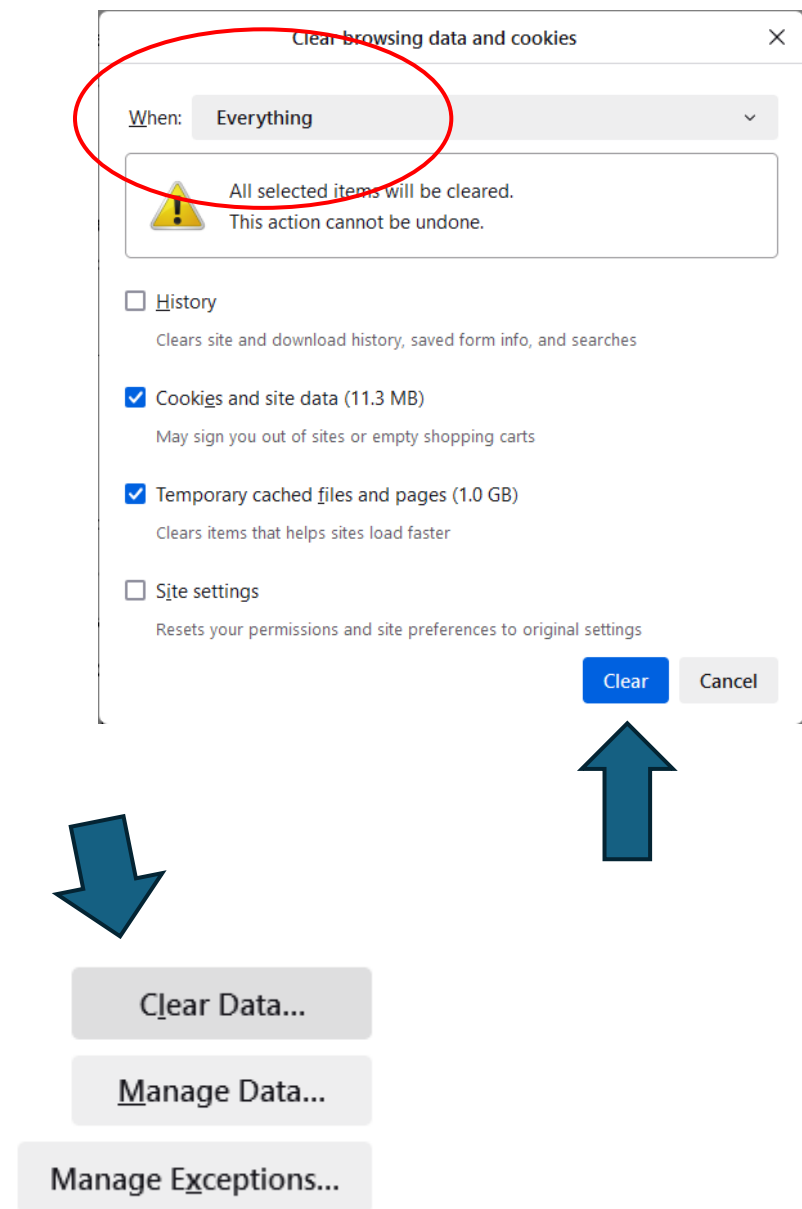 Clear browsing data and cookies
When: Everything
All selected items will be cleared.
This action cannot be undone.
History
Clears site and download history, saved form info, and searches
Cookies and site data (11.3 MB)
May sign you out of sites or empty shopping carts
Temporary cached files and pages (1.0 GB)
Clears items that helps sites load faster
Site settings
Resets your permissions and site preferences to original settings
Clear Cancel
Clear Data...
Manage Data...
Manage Exceptions...